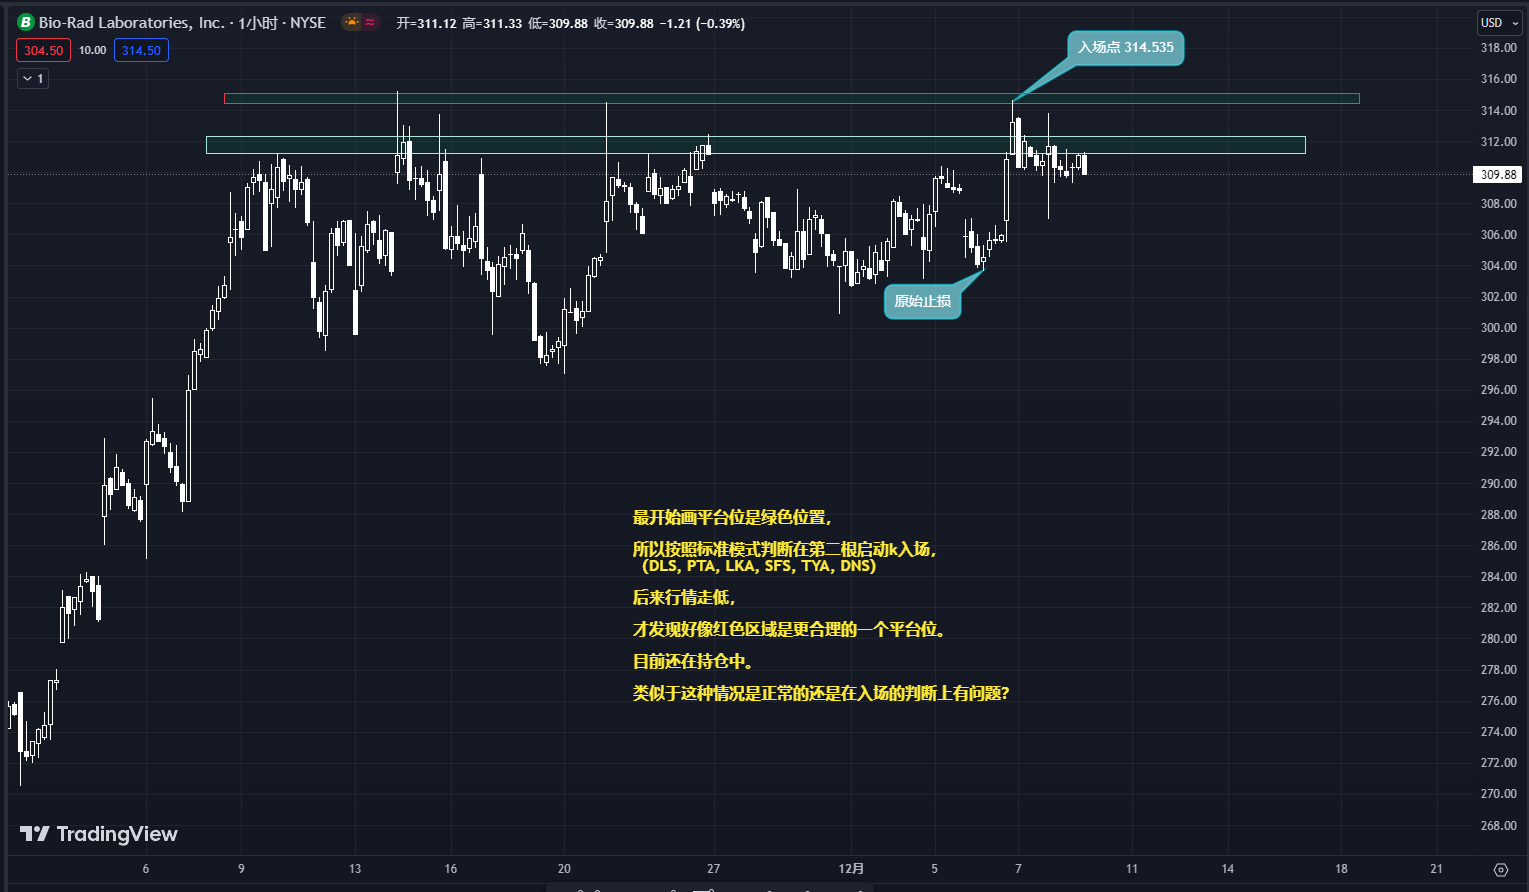 Bio-Rad Laboratories, Inc. · 1小时 · NYSE 开=311.12 高=311.33 低=309.88 收=309.88 −1.21 (−0.39%)
USD
304.50 10.00 314.50
1
入场点 314.535
原始止损
318.00
316.00
314.00
312.00
309.88
308.00
306.00
304.00
302.00
300.00
298.00
296.00
294.00
292.00
290.00
288.00
286.00
284.00
282.00
280.00
278.00
276.00
274.00
272.00
270.00
268.00
最开始画平台位是绿色位置,
所以按照标准模式判断在第二根启动k入场,
(DLS, PTA, LKA, SFS, TYA, DNS)
后来行情走低,
才发现好像红色区域是更合理的一个平台位。
目前还在持仓中。
类似于这种情况是正常的还是在入场的判断上有问题?
TradingView
6 9 13 16 20 27 12月 5 7 11 14 18 21